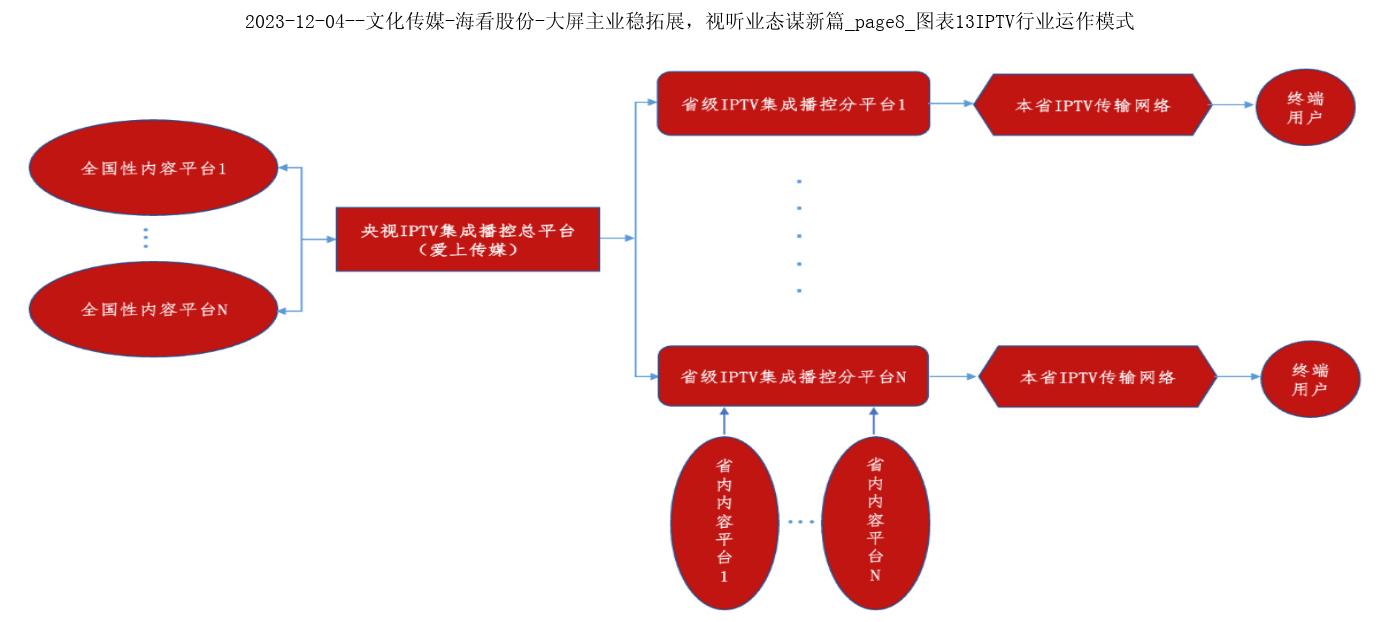 2023-12-04--文化传媒-海看股份-大屏主业稳拓展，视听业态谋新篇_page8_图表13IPTV行业运作模式
全国性内容平台1
全国性内容平台N
央视IPTV集成播控总平台
（爱上传媒）
省级IPTV集成播控分平台1
本省IPTV传输网络
终端
用户
省级IPTV集成播控分平台N
本省IPTV传输网络
终端
用户
省内内容平台1
省内内容平台N